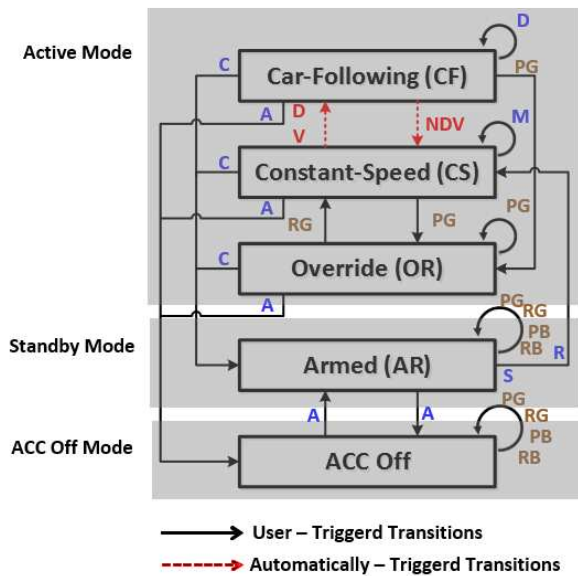 D
Active Mode
C
Car-Following (CF)
PG
A
D
V
NDV
M
C
Constant-Speed (CS)
A
RG
PG
PG
C
Override (OR)
A
PG
RG
Standby Mode
PB
Armed (AR)
RB
R
S
A
A
PG
RG
ACC Off Mode
PB
ACC Off
RB
User – Triggerd Transitions
Automatically – Triggerd Transitions